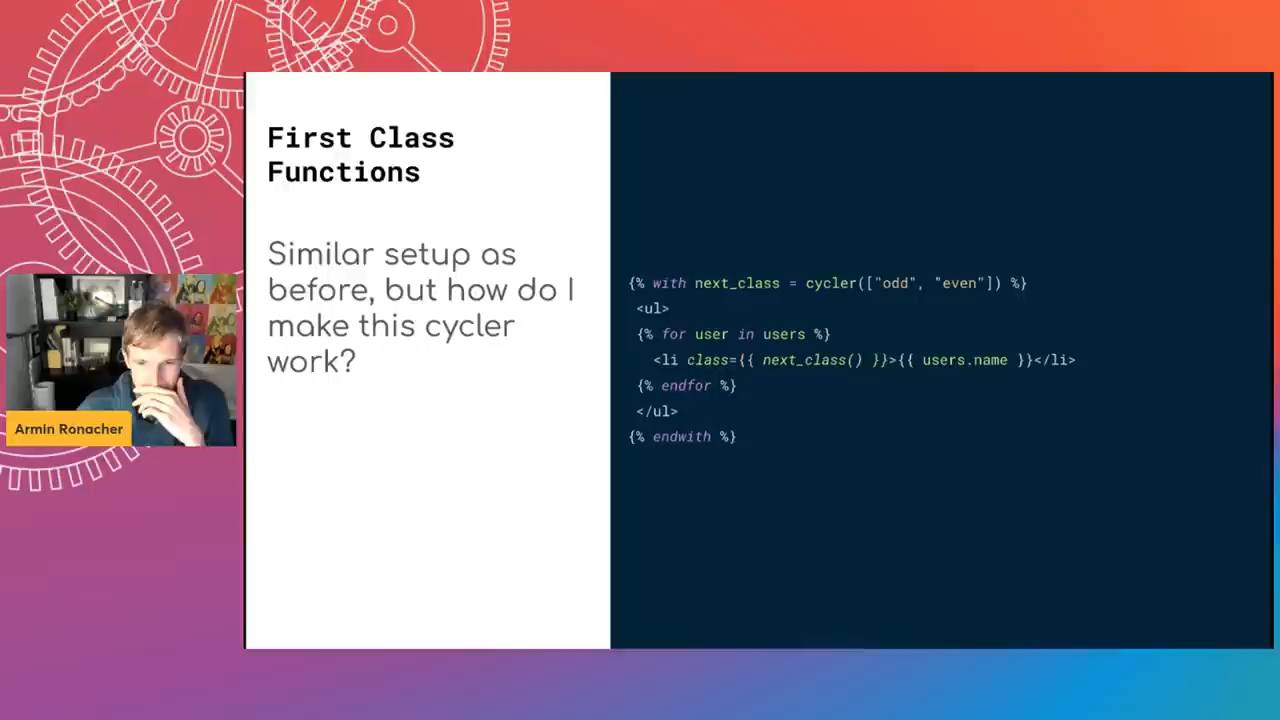 First Class
Functions
Similar setup as
before, but how do I
make this cycler
work?
{% with next_class = cycler(["odd", "even"]) %}
<ul>
{% for user in users %}
<li class={{ next_class() }}>{{ users.name }}</li>
{% endfor %}
</ul>
{% endwith %}
Armin Ronacher